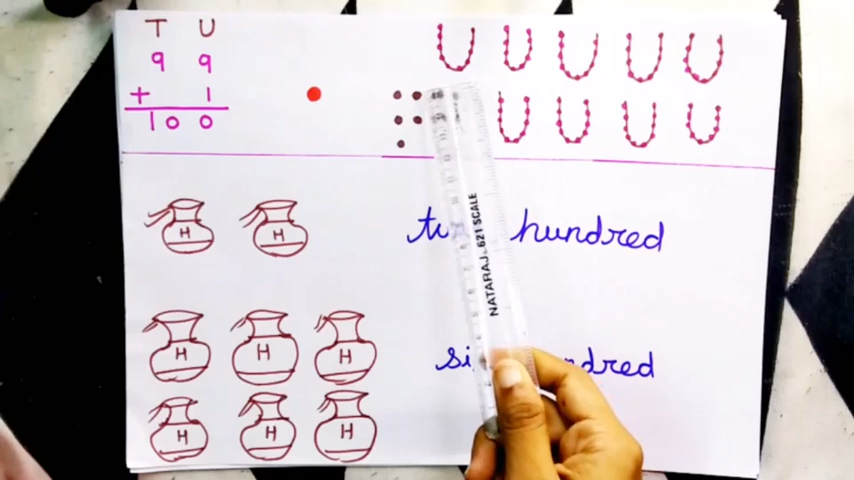 T U
9 9
+ 1
1 0 0
H H
hundred
H H H
H H H
NATARAJ 621 SCALE